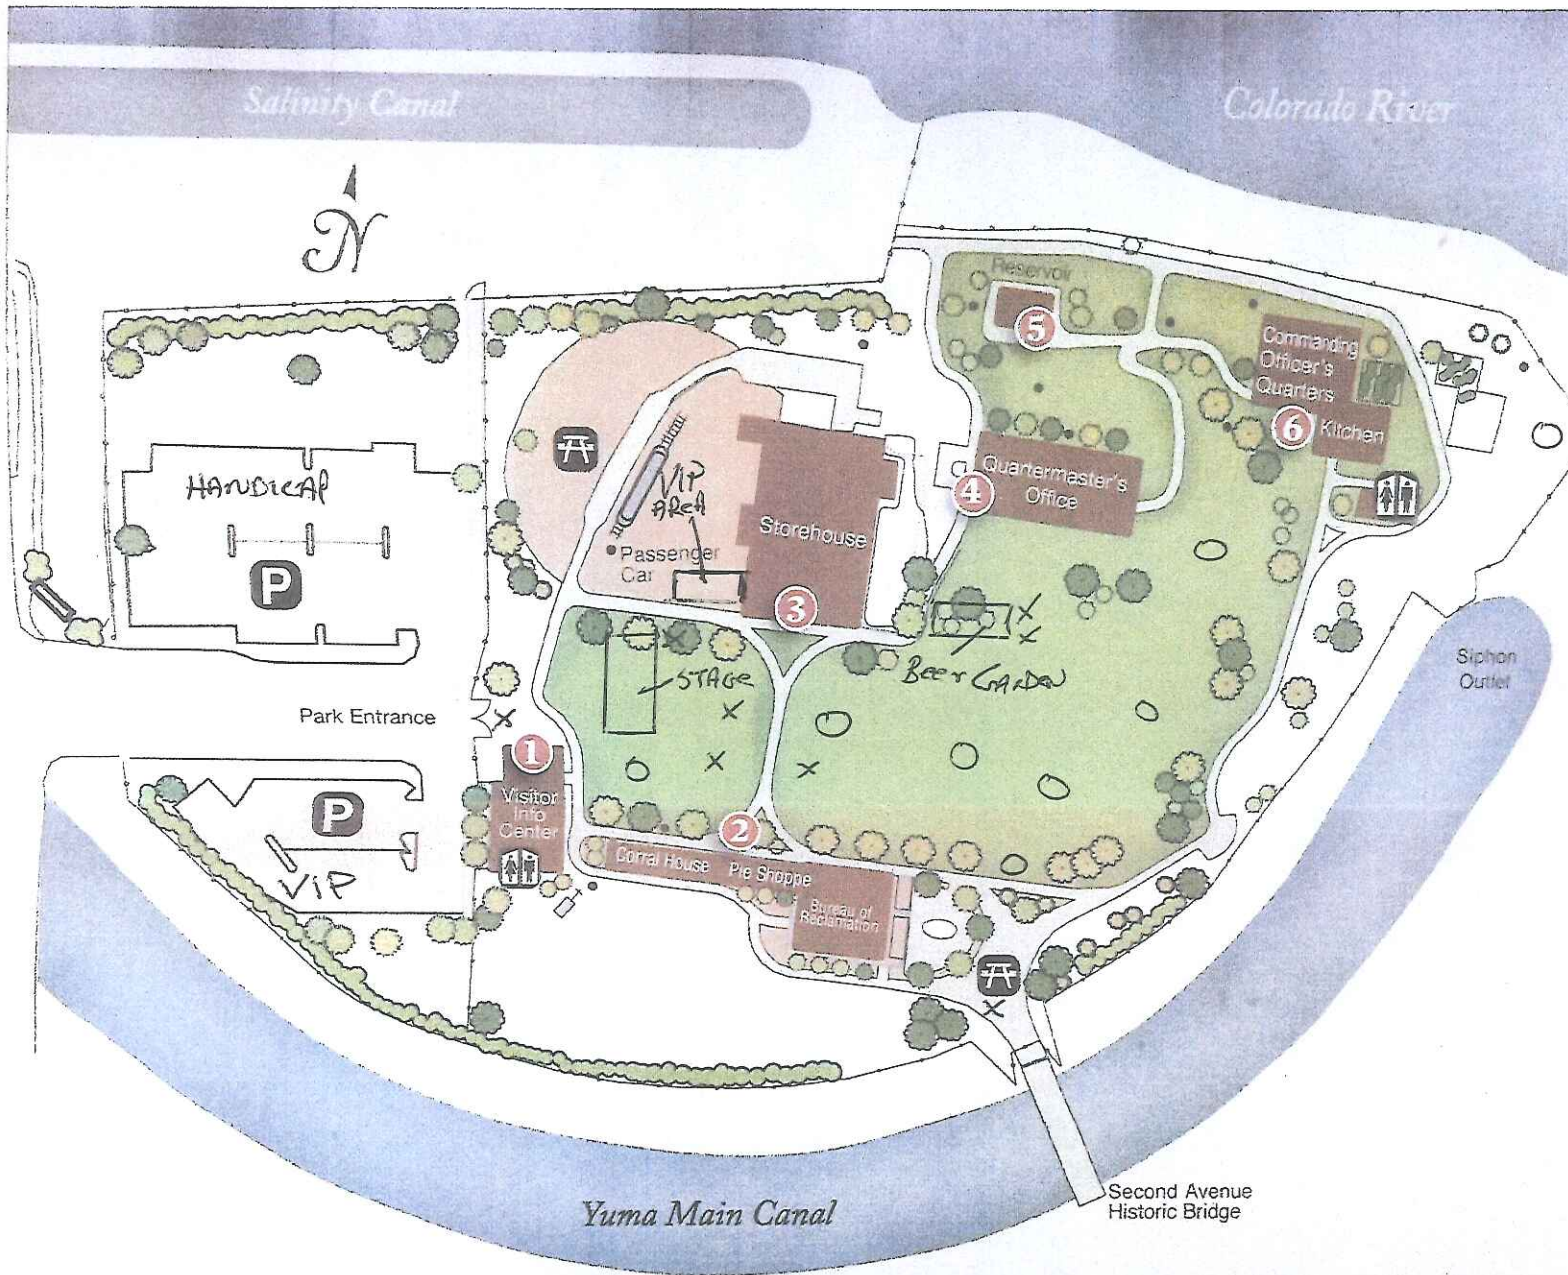 Salinity Canal
Colorado River
N
Reservoir
5
Commanding
Officer's
Quarters
6
Kitchen
HANDICAP
P
VIP
AREA
Storehouse
Passenger
Car
3
4
Quartermaster's
Office
STAGE
BEER GARDEN
Siphon
Outlet
Park Entrance
1
Visitor
Info
Center
P
VIP
2
Corral House
Pie Shoppe
Bureau of
Reclamation
Second Avenue
Historic Bridge
Yuma Main Canal